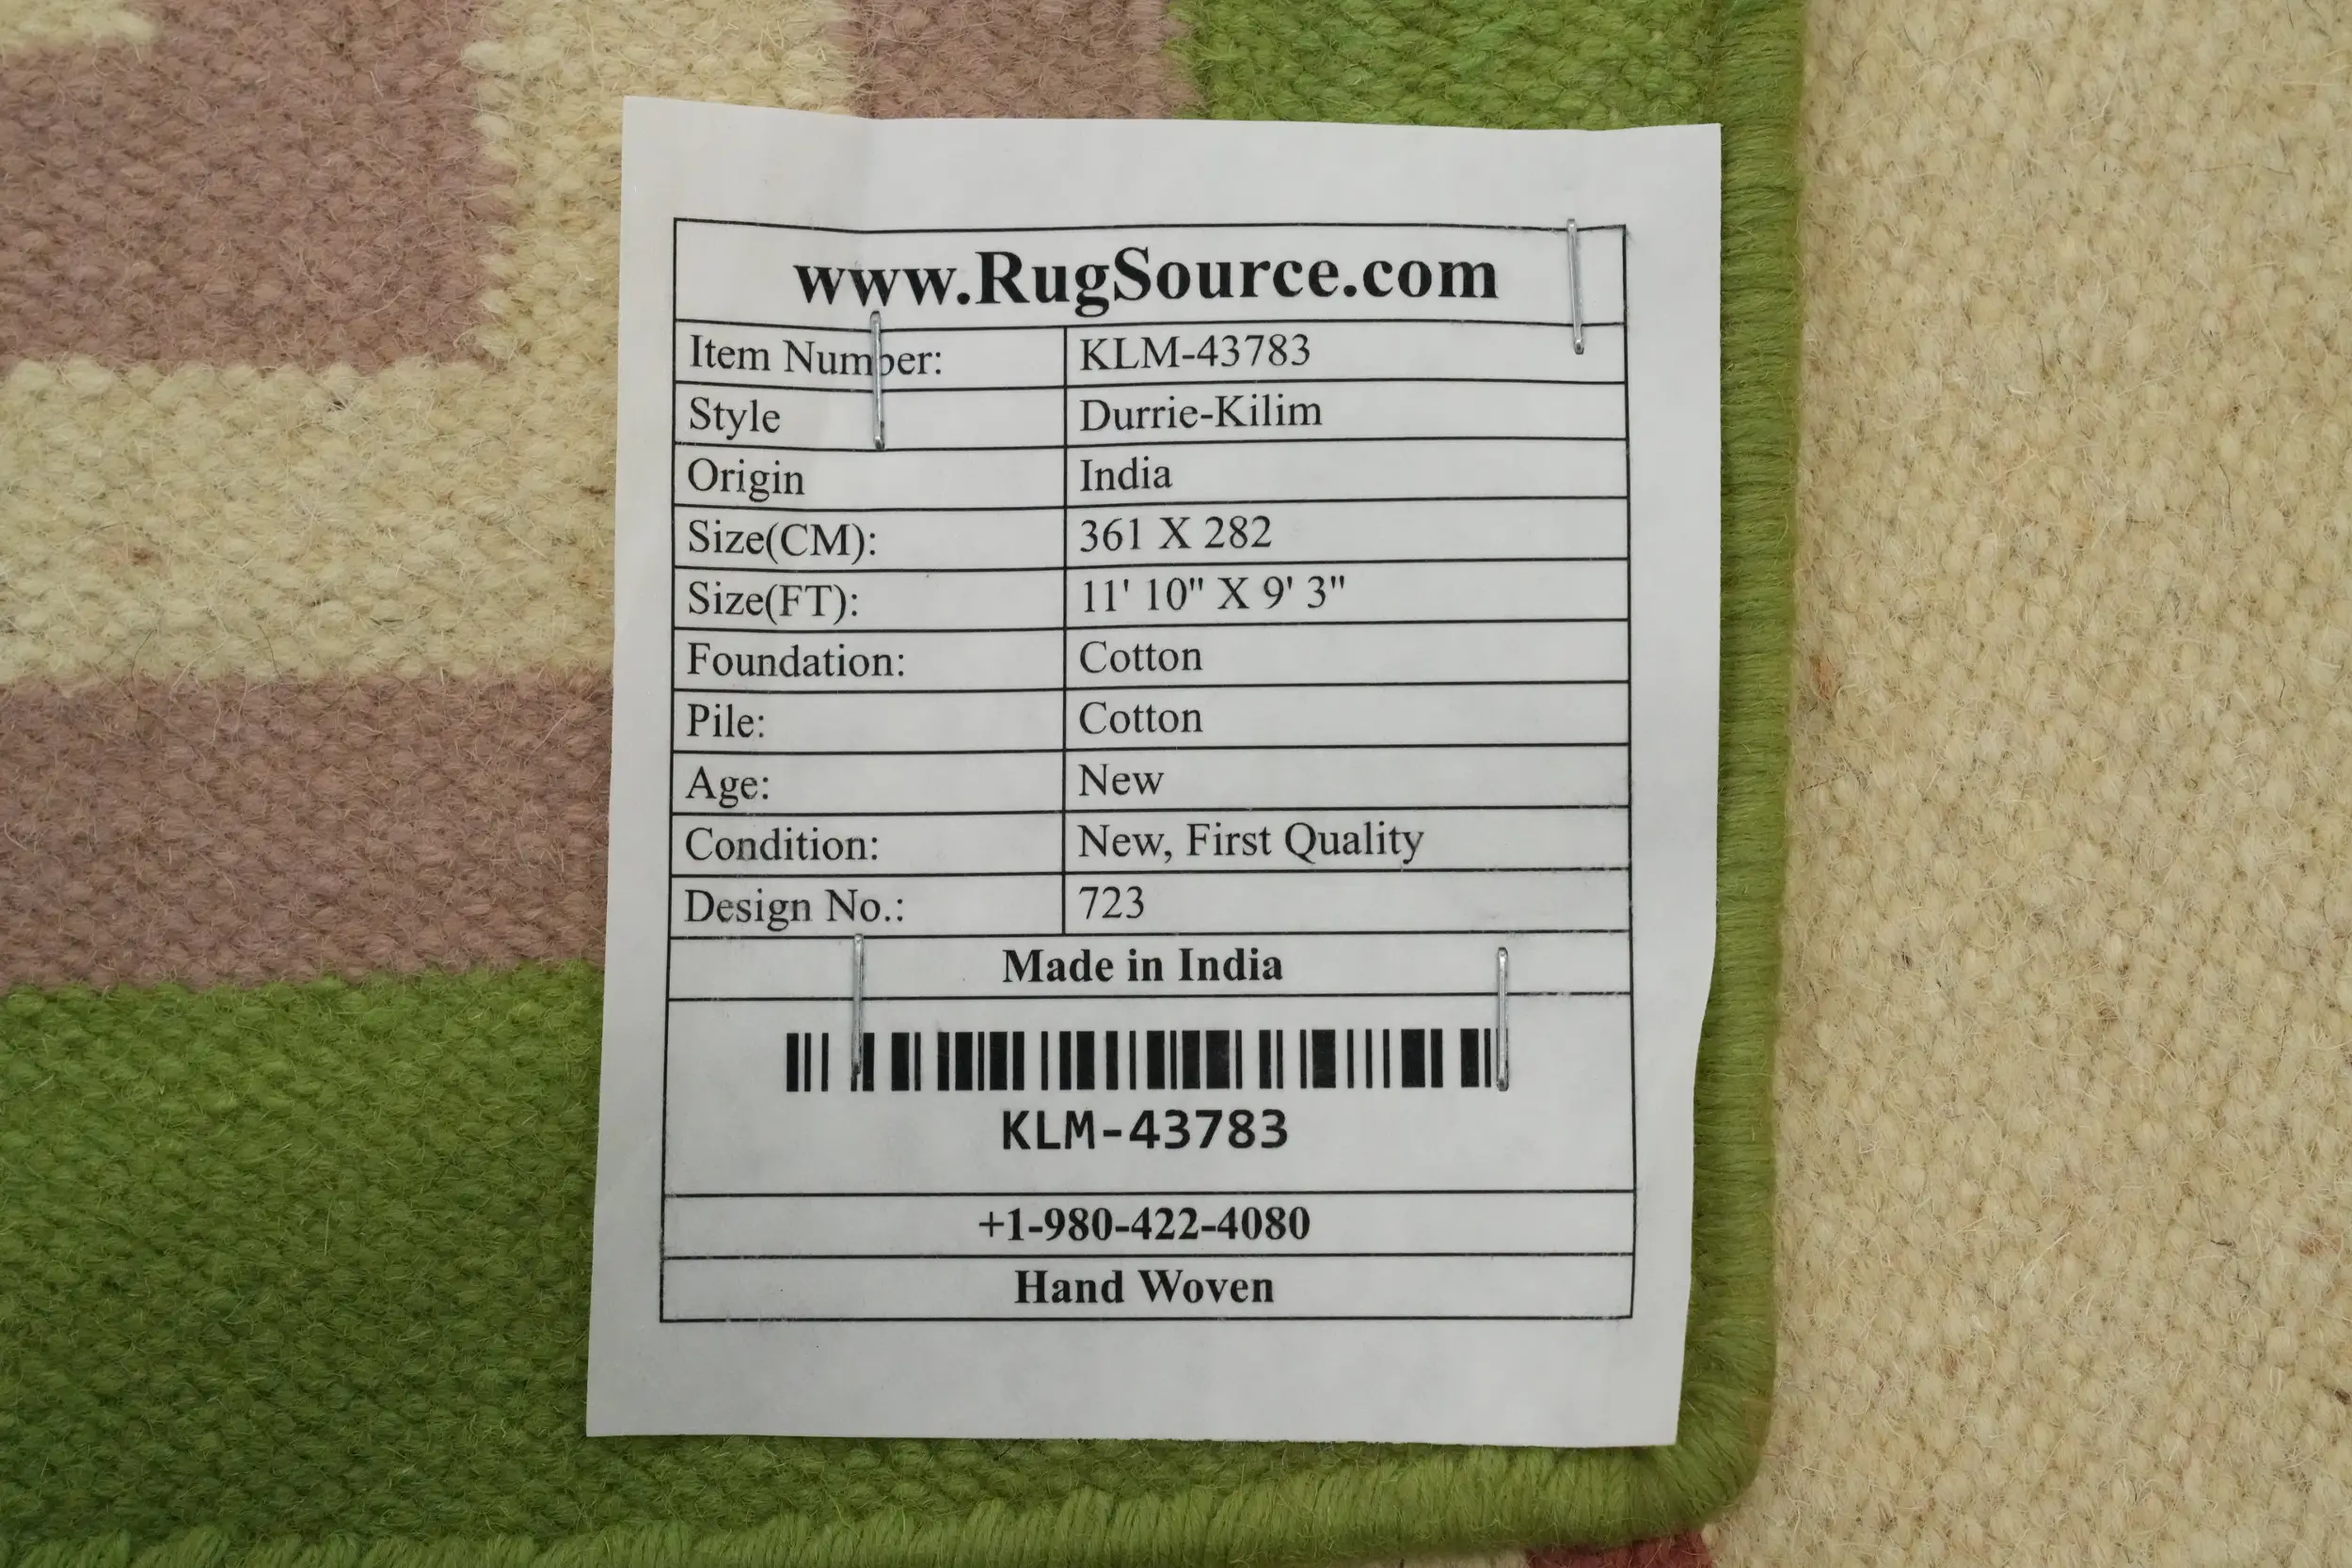 www.RugSource.com
Item Number: KLM-43783
Style Durrie-Kilim
Origin India
Size(CM): 361 X 282
Size(FT): 11' 10" X 9' 3"
Foundation: Cotton
Pile: Cotton
Age: New
Condition: New, First Quality
Design No.: 723
Made in India
KLM-43783
+1-980-422-4080
Hand Woven